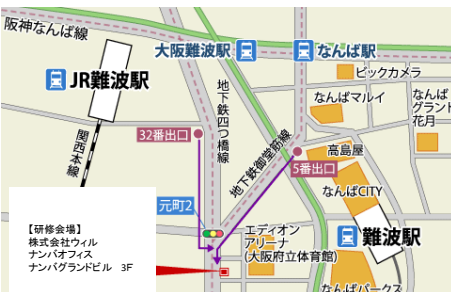 阪神なんば線
大阪難波駅
なんば駅
JR難波駅
ビックカメラ
なんばマルイ
なんば
グランド
花月
地下鉄四つ橋線
32番出口
関西本線
地下鉄御堂筋線
高島屋
5番出口
なんばCITY
元町2
エディオン
アリーナ
(大阪府立体育館)
難波駅
なんばパークス
【研修会場】
株式会社ウィル
ナンバオフィス
ナンバグランドビル 3F